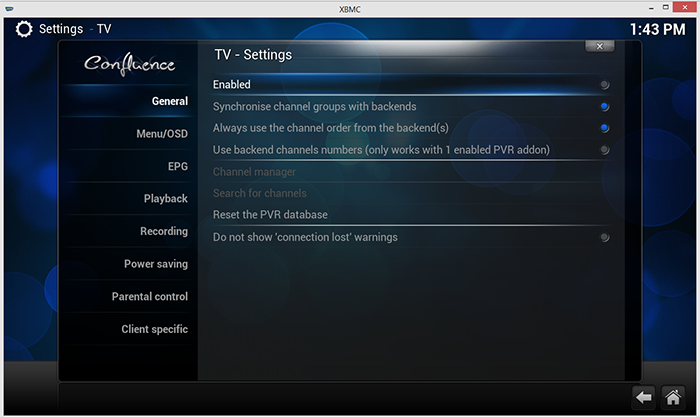 XBMC
Settings - TV
1:43 PM
Confluence
General
Menu/OSD
EPG
Playback
Recording
Power saving
Parental control
Client specific
TV - Settings
Enabled
Synchronise channel groups with backends
Always use the channel order from the backend(s)
Use backend channels numbers (only works with 1 enabled PVR addon)
Channel manager
Search for channels
Reset the PVR database
Do not show 'connection lost' warnings